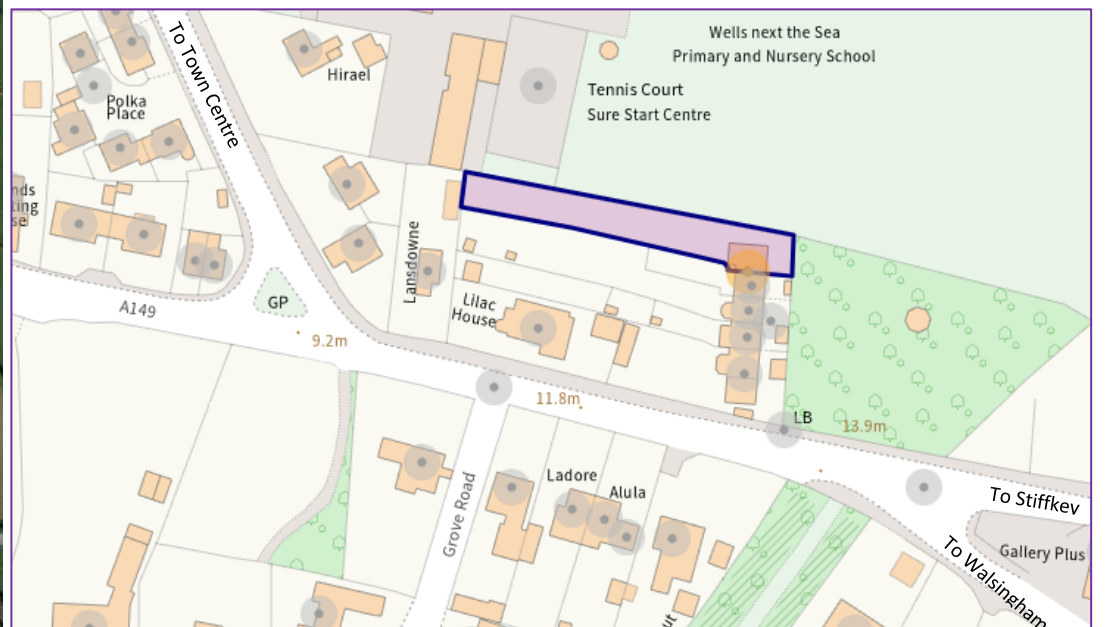 Wells next the Sea
Primary and Nursery School
To Town Centre
Hirael
Tennis Court
Sure Start Centre
Polka
Place
nds
ting
se
Lansdowne
A149
GP
9.2m
Lilac
House
11.8m
LB
13.9m
Ladore
Alula
Grove Road
To Stiffkey
Gallery Plus
To Walsingham
ut